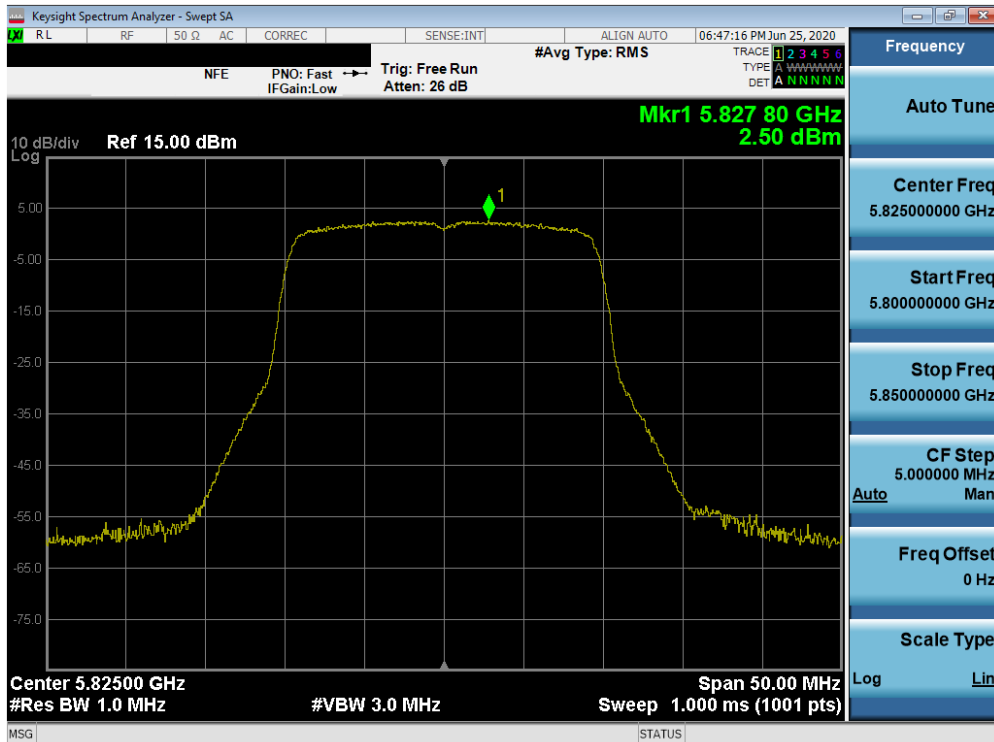 Keysight Spectrum Analyzer - Swept SA
LXI RL RF 50 Ω AC CORREC SENSE:INT ALIGN AUTO 06:47:16 PM Jun 25, 2020
NFE PNO: Fast Trig: Free Run #Avg Type: RMS TRACE 1 2 3 4 5 6
IFGain:Low Atten: 26 dB TYPE A WWWWW
DET A N N N N N
Mkr1 5.827 80 GHz
2.50 dBm
10 dB/div Ref 15.00 dBm
Log
1
5.00
-5.00
-15.0
-25.0
-35.0
-45.0
-55.0
-65.0
-75.0
Center 5.82500 GHz Span 50.00 MHz
#Res BW 1.0 MHz #VBW 3.0 MHz Sweep 1.000 ms (1001 pts)
MSG STATUS
Frequency
Auto Tune
Center Freq
5.825000000 GHz
Start Freq
5.800000000 GHz
Stop Freq
5.850000000 GHz
CF Step
5.000000 MHz
Auto Man
Freq Offset
0 Hz
Scale Type
Log Lin